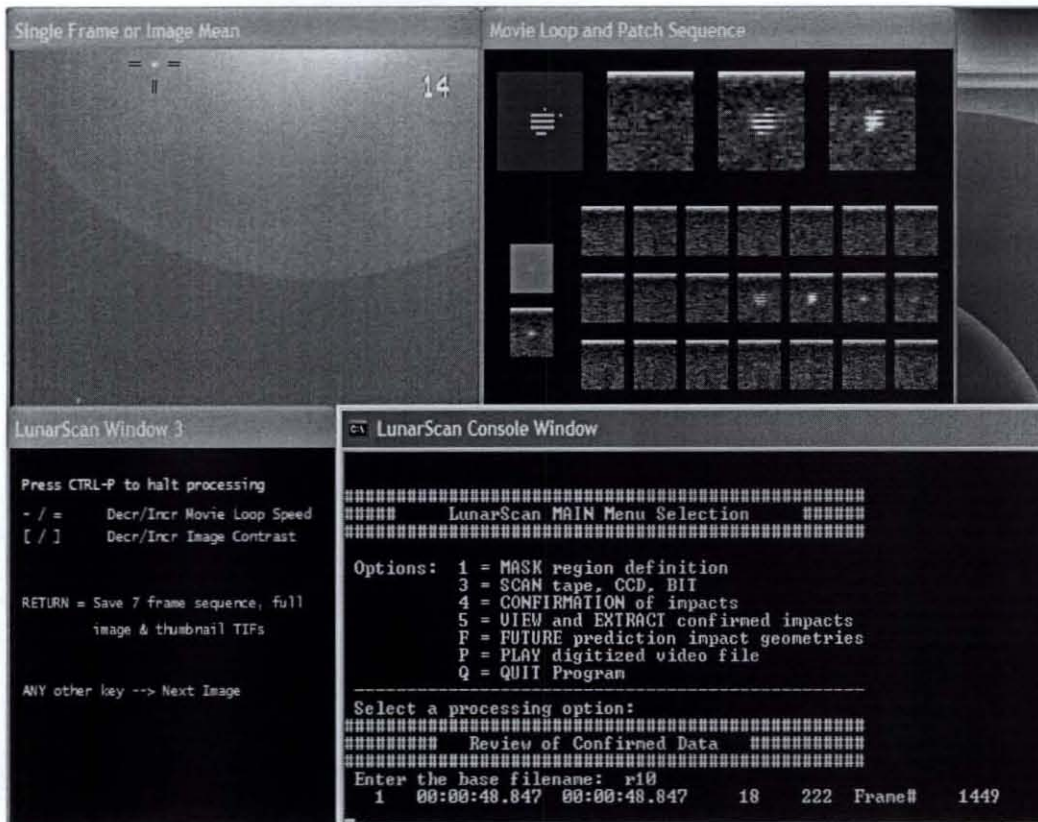 Single Frame or Image Mean
14
Movie Loop and Patch Sequence
LunarScan Window 3
Press CTRL-P to halt processing
- / = Decr/Incr Movie Loop Speed
[ / ] Decr/Incr Image Contrast
RETURN = Save 7 frame sequence, full
image & thumbnail TIFs
ANY other key --> Next Image
LunarScan Console Window
##### LunarScan MAIN Menu Selection ######
Options: 1 = MASK region definition
3 = SCAN tape, CCD, BIT
4 = CONFIRMATION of impacts
5 = VIEW and EXTRACT confirmed impacts
F = FUTURE prediction impact geometries
P = PLAY digitized video file
Q = QUIT Program
Select a processing option:
######### Review of Confirmed Data ###########
Enter the base filename: r10
1 00:00:48.847 00:00:48.847 18 222 Frame# 1449